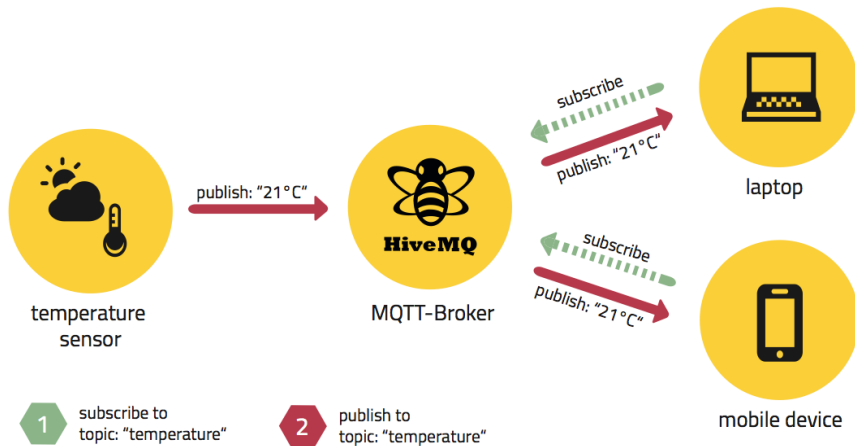 subscribe
publish: "21°C"
laptop
publish: "21°C"
HiveMQ
temperature
sensor
MQTT-Broker
subscribe
publish: "21°C"
mobile device
1
subscribe to
topic: "temperature"
2
publish to
topic: "temperature"